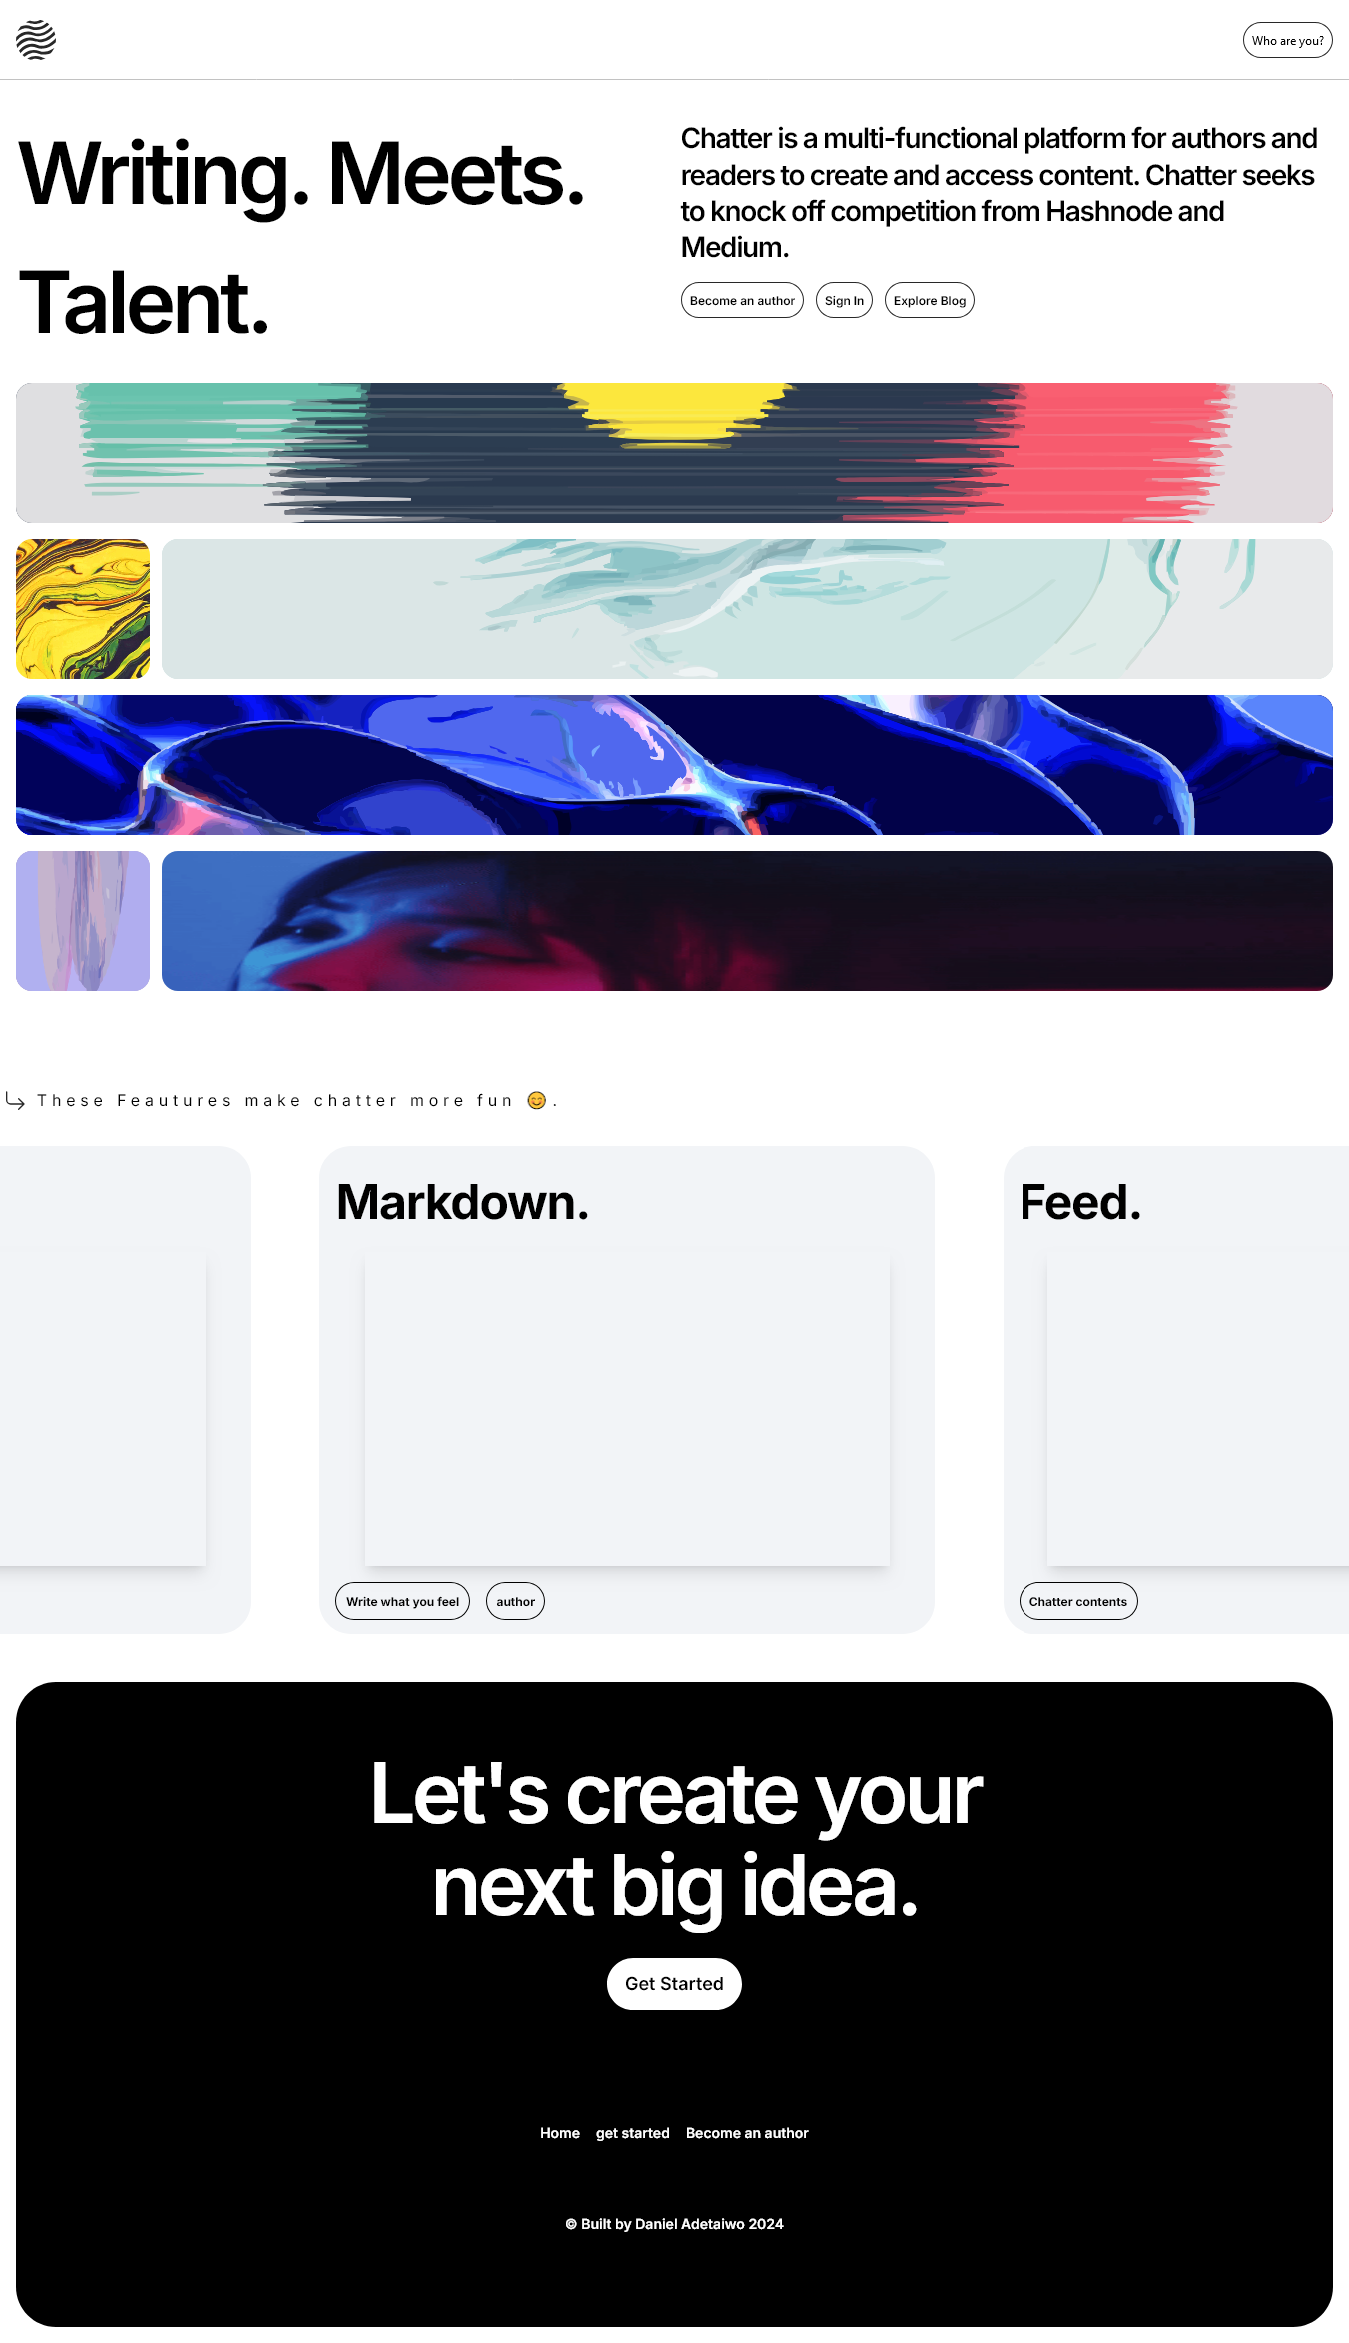 Who are you?
Writing. Meets.
Talent.
Chatter is a multi-functional platform for authors and
readers to create and access content. Chatter seeks
to knock off competition from Hashnode and
Medium.
Become an author
Sign In
Explore Blog
These Feautures make chatter more fun 😊.
Markdown.
Write what you feel
author
Feed.
Chatter contents
Let's create your
next big idea.
Get Started
Home get started Become an author
© Built by Daniel Adetaiwo 2024